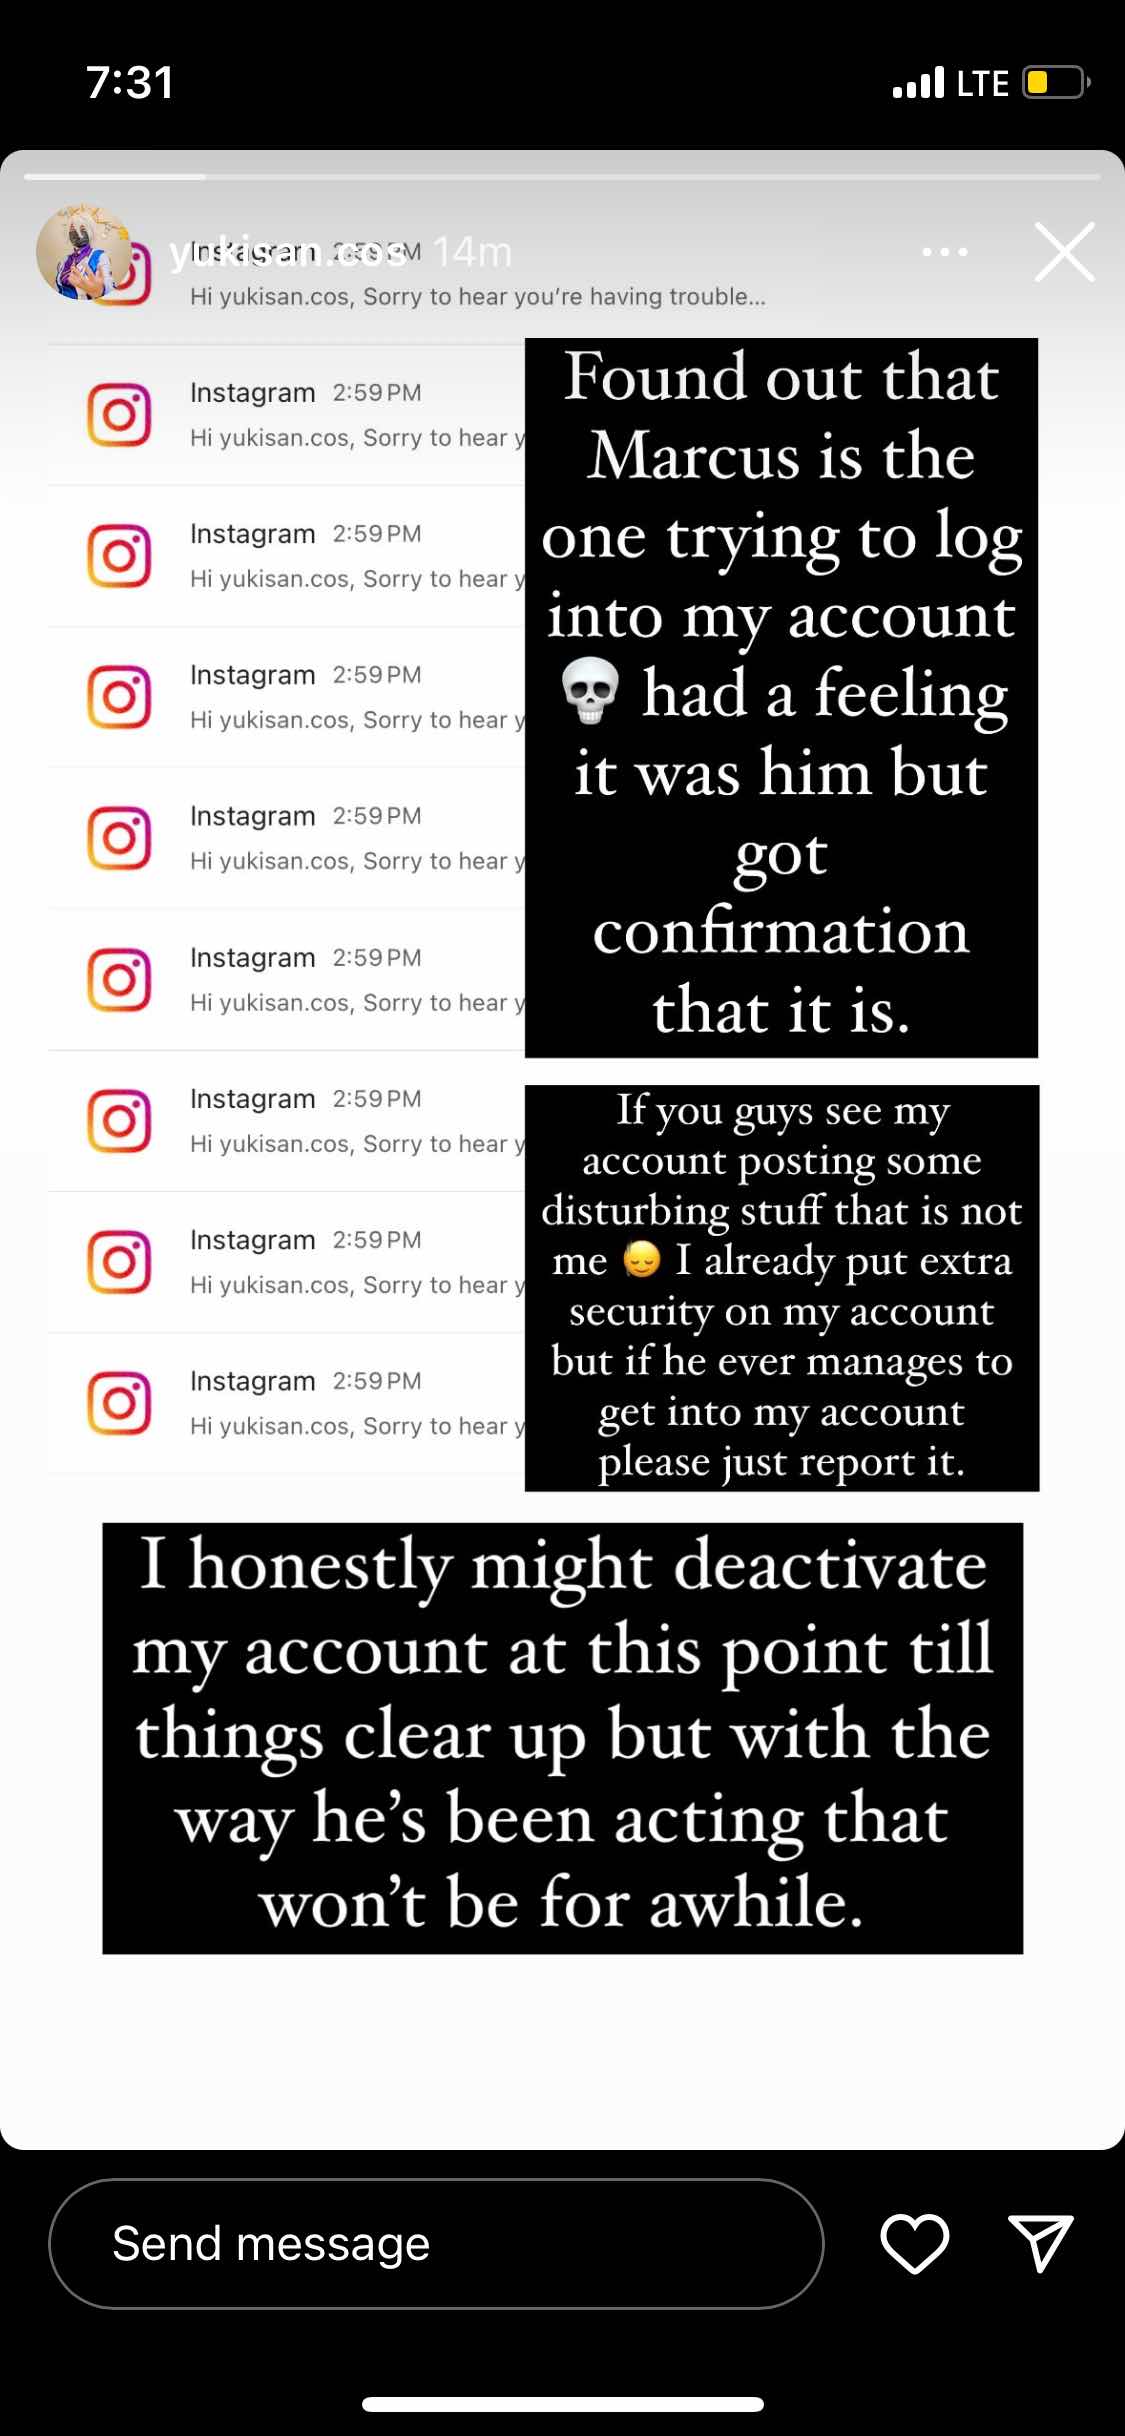 7:31
LTE
yukisan.cos 14m
Instagram 2:59 PM
Hi yukisan.cos, Sorry to hear you’re having trouble...
Instagram 2:59 PM
Hi yukisan.cos, Sorry to hear y
Instagram 2:59 PM
Hi yukisan.cos, Sorry to hear y
Instagram 2:59 PM
Hi yukisan.cos, Sorry to hear y
Instagram 2:59 PM
Hi yukisan.cos, Sorry to hear y
Instagram 2:59 PM
Hi yukisan.cos, Sorry to hear y
Instagram 2:59 PM
Hi yukisan.cos, Sorry to hear y
Instagram 2:59 PM
Hi yukisan.cos, Sorry to hear y
Instagram 2:59 PM
Hi yukisan.cos, Sorry to hear y
Found out that
Marcus is the
one trying to log
into my account
💀 had a feeling
it was him but
got
confirmation
that it is.
If you guys see my
account posting some
disturbing stuff that is not
me 🫠 I already put extra
security on my account
but if he ever manages to
get into my account
please just report it.
I honestly might deactivate
my account at this point till
things clear up but with the
way he’s been acting that
won’t be for awhile.
Send message